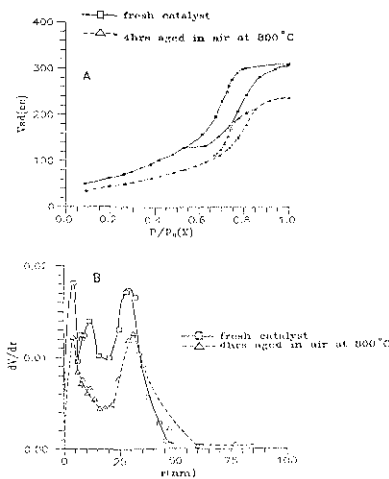 fresh catalyst
4hrs aged in air at 800°C
400
A
300
200
100
0
Vad(cc)
0.0 0.2 0.4 0.6 0.8 1.0
P/P₀(X)
0.02
B
0.01
0.00
dV/dr
fresh catalyst
4hrs aged in air at 800°C
0 25 50 75 100
r(nm)